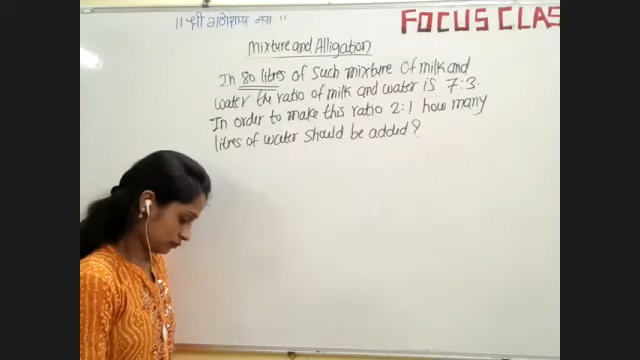 ।। श्री गणेशाय नमः ।।
FOCUS CLAS
Mixture and Alligation
In 80 litres of such mixture of milk and
water the ratio of milk and water is 7:3.
In order to make this ratio 2:1 how many
litres of water should be added?